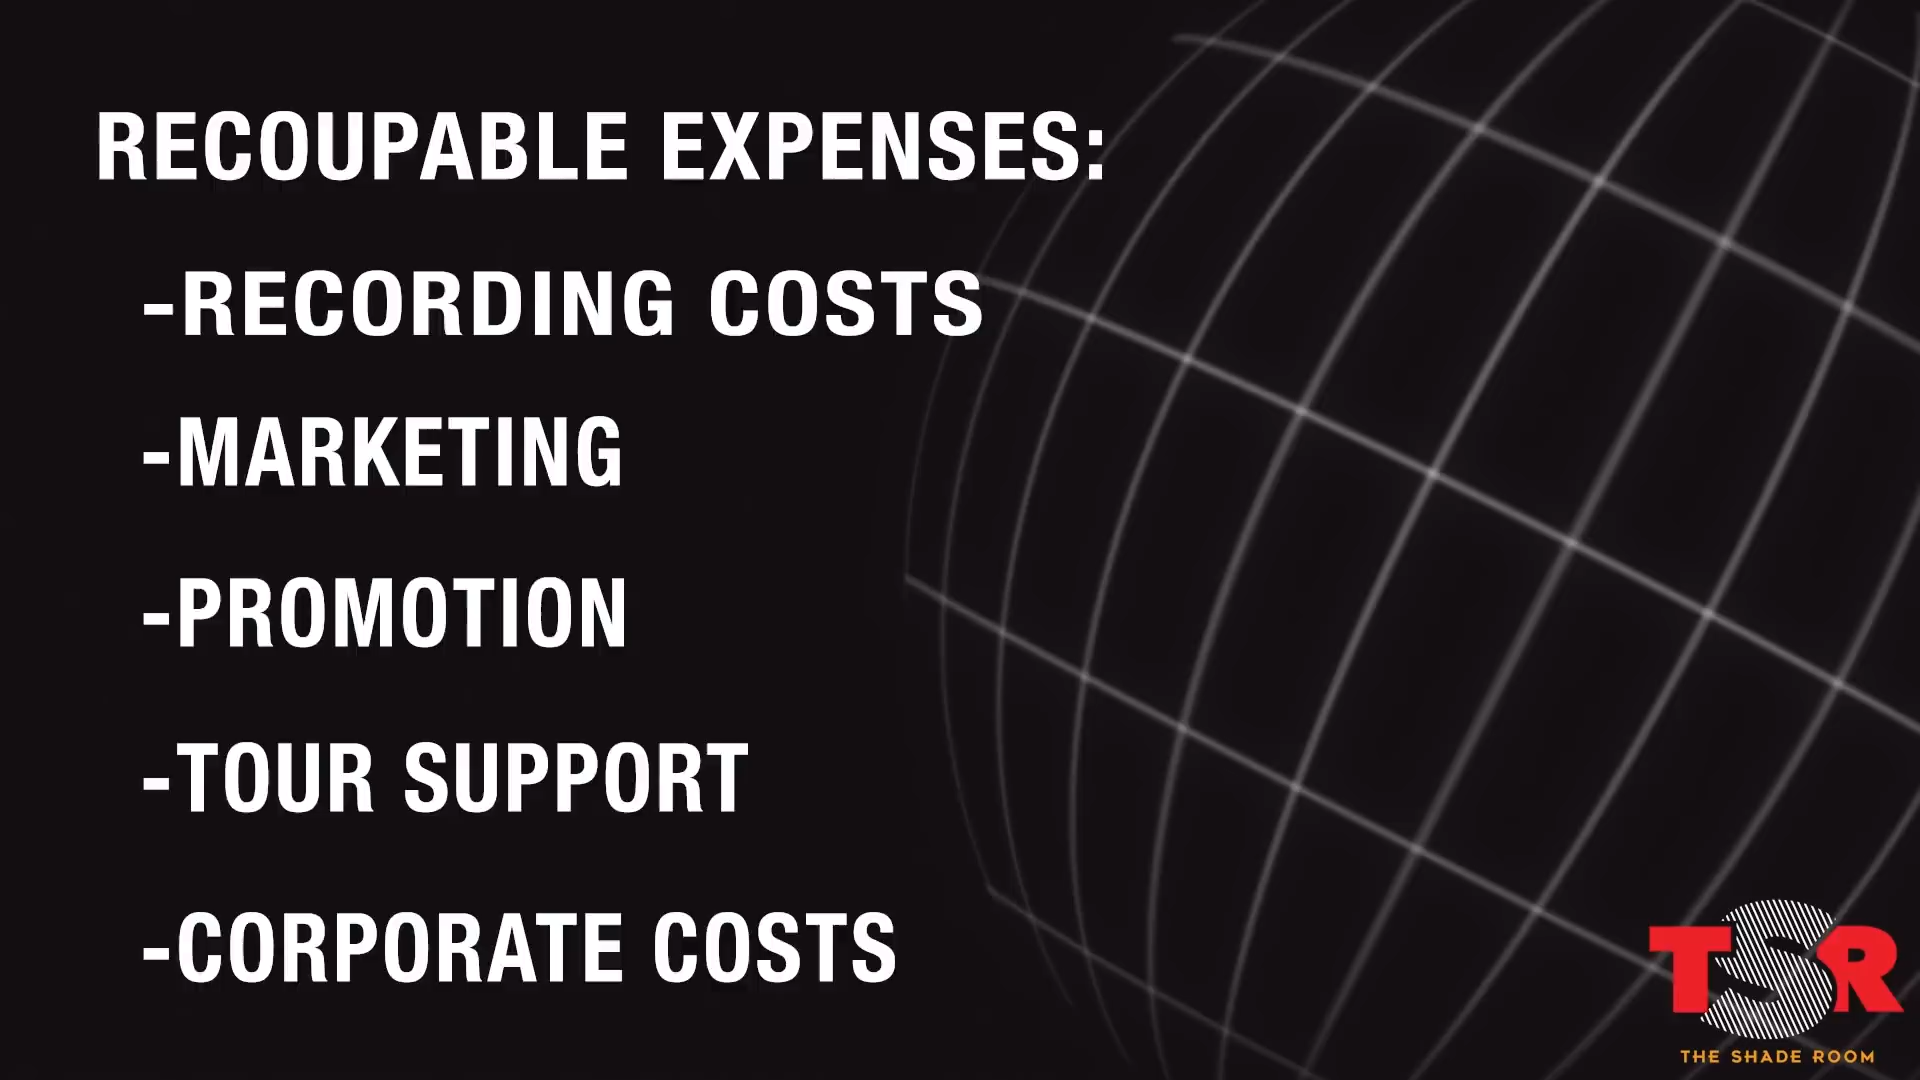 RECOUPABLE EXPENSES:
-RECORDING COSTS
-MARKETING
-PROMOTION
-TOUR SUPPORT
-CORPORATE COSTS
TSR
THE SHADE ROOM